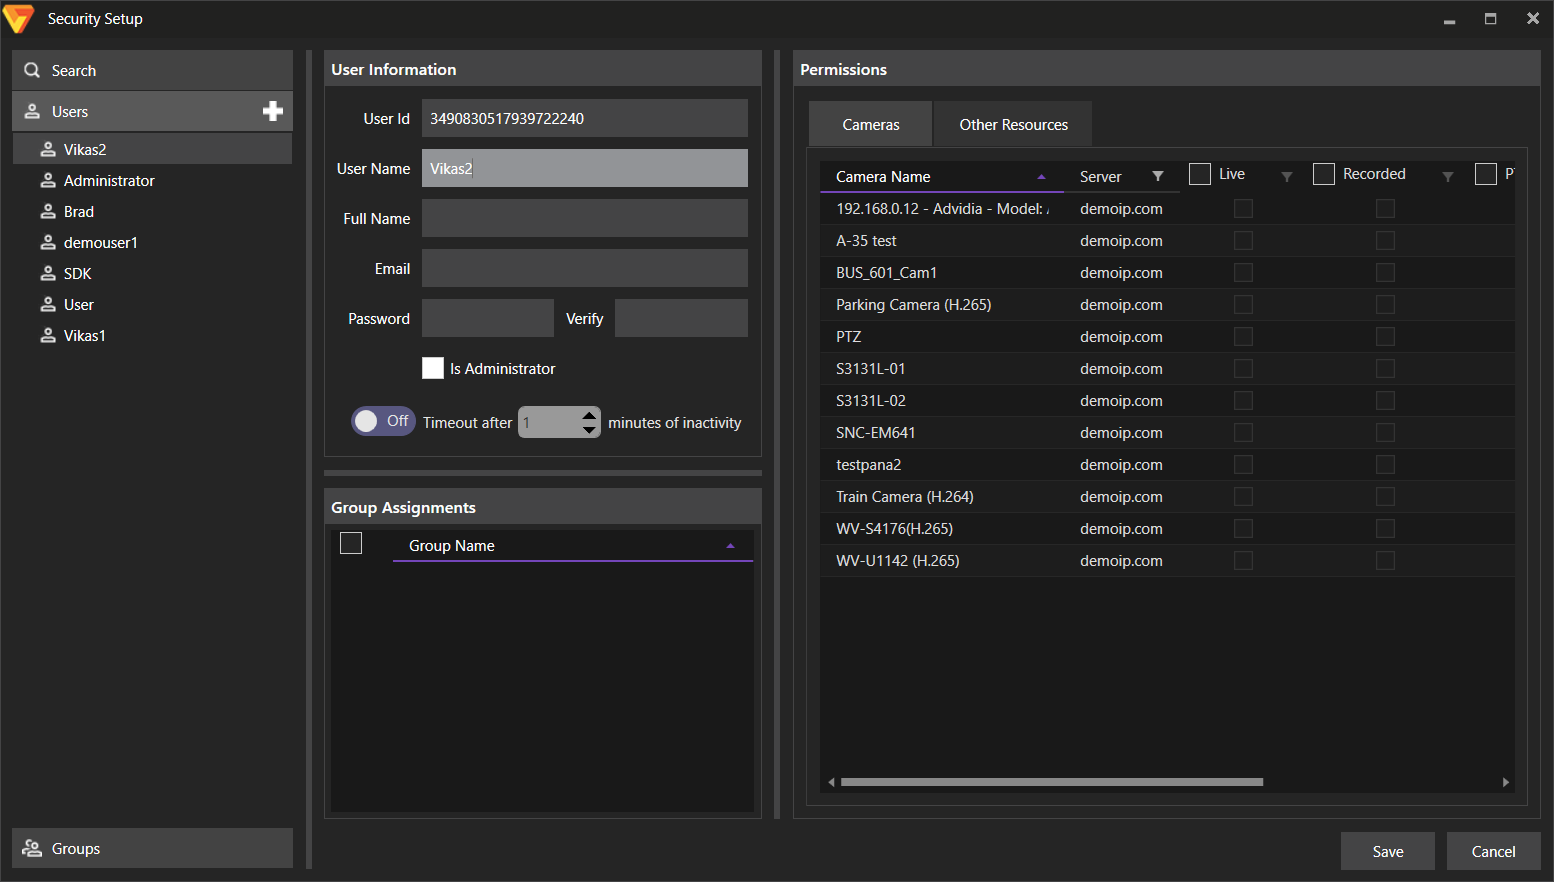 Security Setup
Search
Users
Vikas2
Administrator
Brad
demouser1
SDK
User
Vikas1
Groups
User Information
User Id 3490830517939722240
User Name Vikas2
Full Name
Email
Password Verify
Is Administrator
Off Timeout after 1 minutes of inactivity
Group Assignments
Group Name
Permissions
Cameras Other Resources
Camera Name Server Live Recorded
192.168.0.12 - Advidia - Model: demoip.com
A-35 test demoip.com
BUS_601_Cam1 demoip.com
Parking Camera (H.265) demoip.com
PTZ demoip.com
S3131L-01 demoip.com
S3131L-02 demoip.com
SNC-EM641 demoip.com
testpana2 demoip.com
Train Camera (H.264) demoip.com
WV-S4176(H.265) demoip.com
WV-U1142 (H.265) demoip.com
Save Cancel